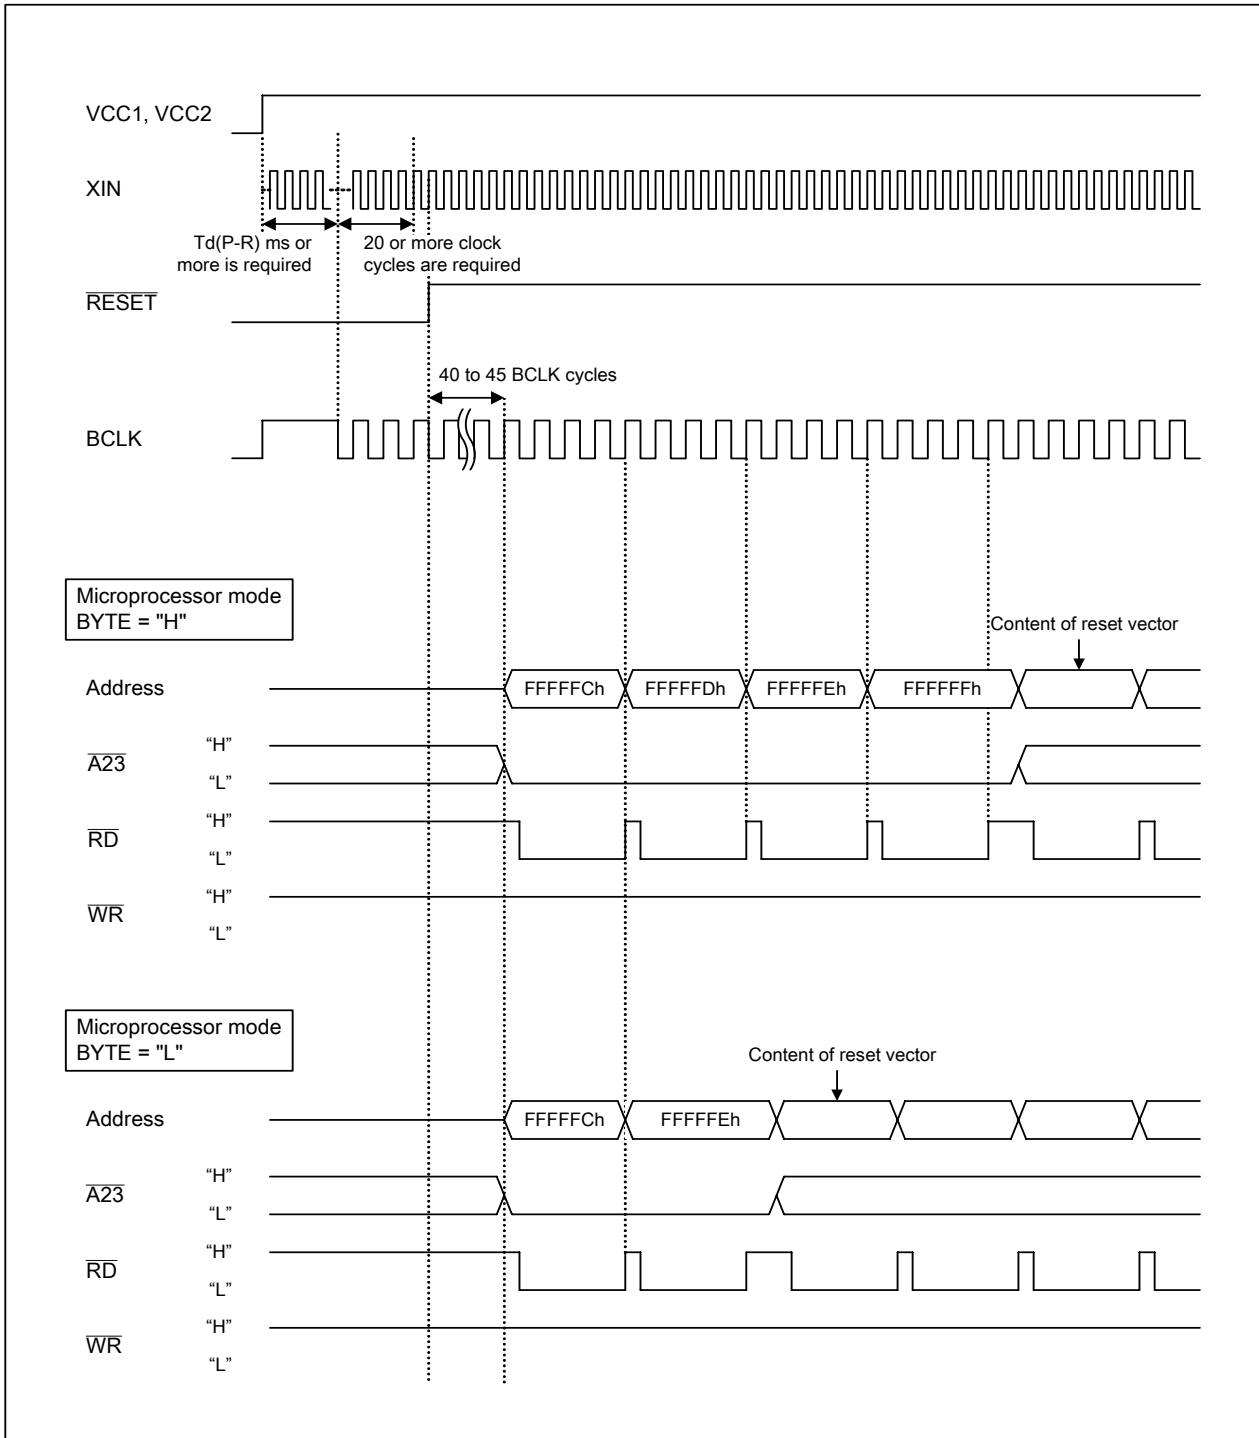 VCC1, VCC2
XIN
Td(P-R) ms or
more is required
20 or more clock
cycles are required
RESET
40 to 45 BCLK cycles
BCLK
Microprocessor mode
BYTE = "H"
Content of reset vector
Address
FFFFFCh
FFFFFDh
FFFFFEh
FFFFFFh
A23
“H”
“L”
RD
“H”
“L”
WR
“H”
“L”
Microprocessor mode
BYTE = "L"
Content of reset vector
Address
FFFFFCh
FFFFFEh
A23
“H”
“L”
RD
“H”
“L”
WR
“H”
“L”